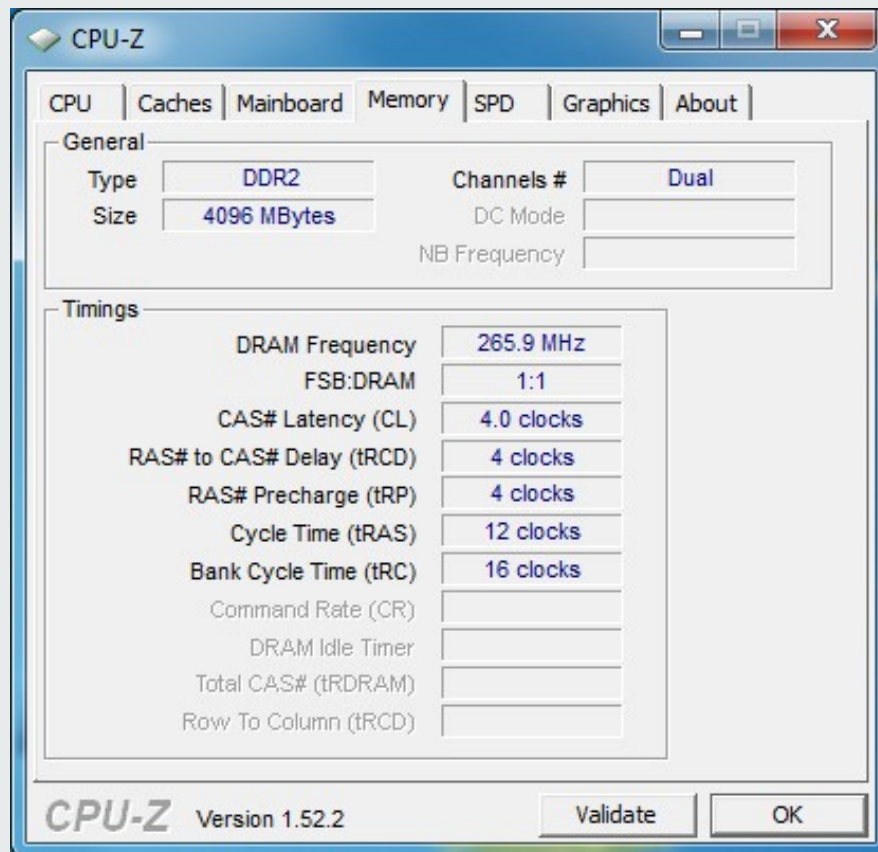 CPU-Z
CPU Caches Mainboard Memory SPD Graphics About
General
Type DDR2 Channels # Dual
Size 4096 MBytes DC Mode
NB Frequency
Timings
DRAM Frequency 265.9 MHz
FSB:DRAM 1:1
CAS# Latency (CL) 4.0 clocks
RAS# to CAS# Delay (tRCD) 4 clocks
RAS# Precharge (tRP) 4 clocks
Cycle Time (tRAS) 12 clocks
Bank Cycle Time (tRC) 16 clocks
Command Rate (CR)
DRAM Idle Timer
Total CAS# (tRDRAM)
Row To Column (tRCD)
CPU-Z Version 1.52.2 Validate OK